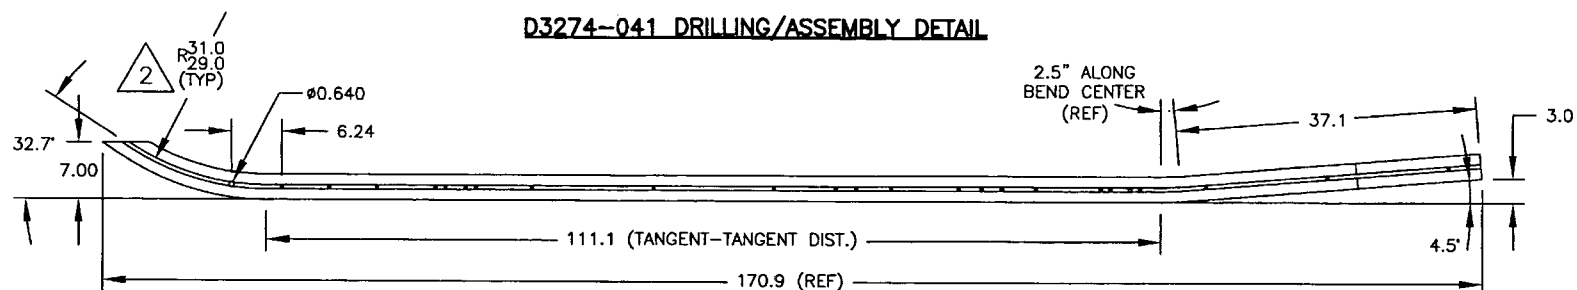 D3274-041 DRILLING/ASSEMBLY DETAIL
2
R31.0
29.0
(TYP)
ø0.640
6.24
32.7°
7.00
2.5" ALONG
BEND CENTER
(REF)
37.1
3.0
111.1 (TANGENT-TANGENT DIST.)
4.5°
170.9 (REF)